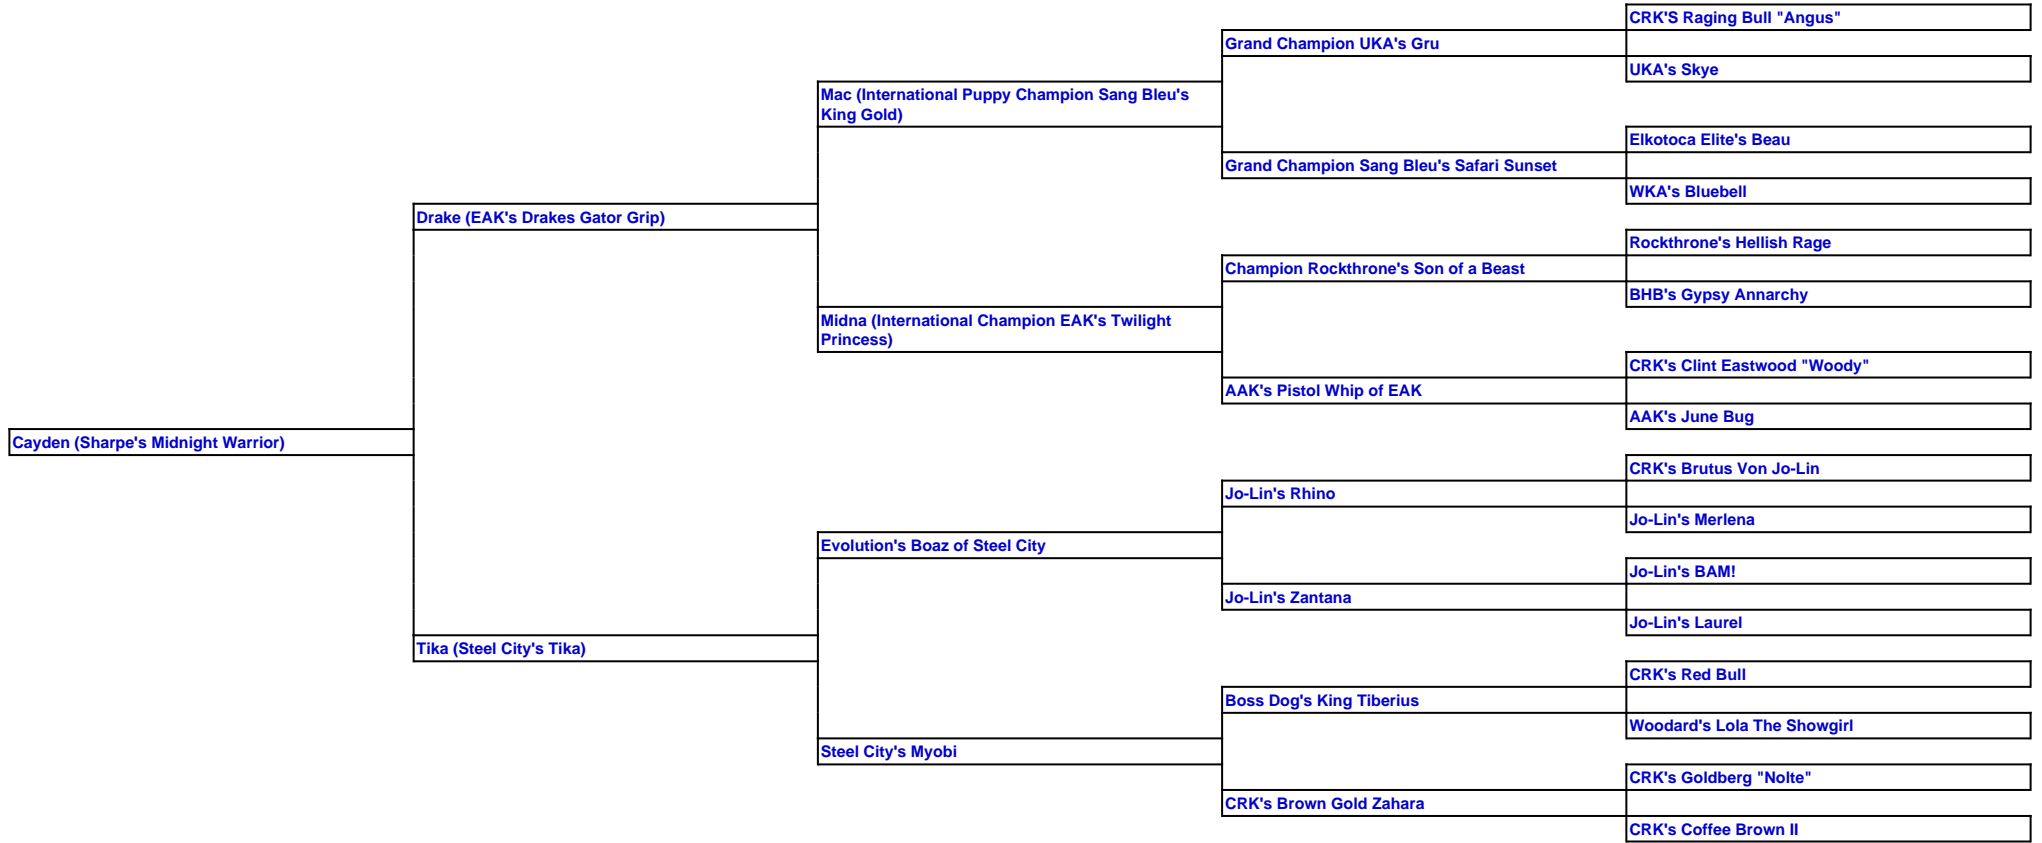 CRK'S Raging Bull "Angus"
Grand Champion UKA's Gru
UKA's Skye
Mac (International Puppy Champion Sang Bleu's
King Gold)
Elkotoca Elite's Beau
Grand Champion Sang Bleu's Safari Sunset
WKA's Bluebell
Drake (EAK's Drakes Gator Grip)
Rockthrone's Hellish Rage
Champion Rockthrone's Son of a Beast
BHB's Gypsy Annarchy
Midna (International Champion EAK's Twilight
Princess)
CRK's Clint Eastwood "Woody"
AAK's Pistol Whip of EAK
AAK's June Bug
Cayden (Sharpe's Midnight Warrior)
CRK's Brutus Von Jo-Lin
Jo-Lin's Rhino
Jo-Lin's Merlena
Evolution's Boaz of Steel City
Jo-Lin's BAM!
Jo-Lin's Zantana
Jo-Lin's Laurel
Tika (Steel City's Tika)
CRK's Red Bull
Boss Dog's King Tiberius
Woodard's Lola The Showgirl
Steel City's Myobi
CRK's Goldberg "Nolte"
CRK's Brown Gold Zahara
CRK's Coffee Brown II